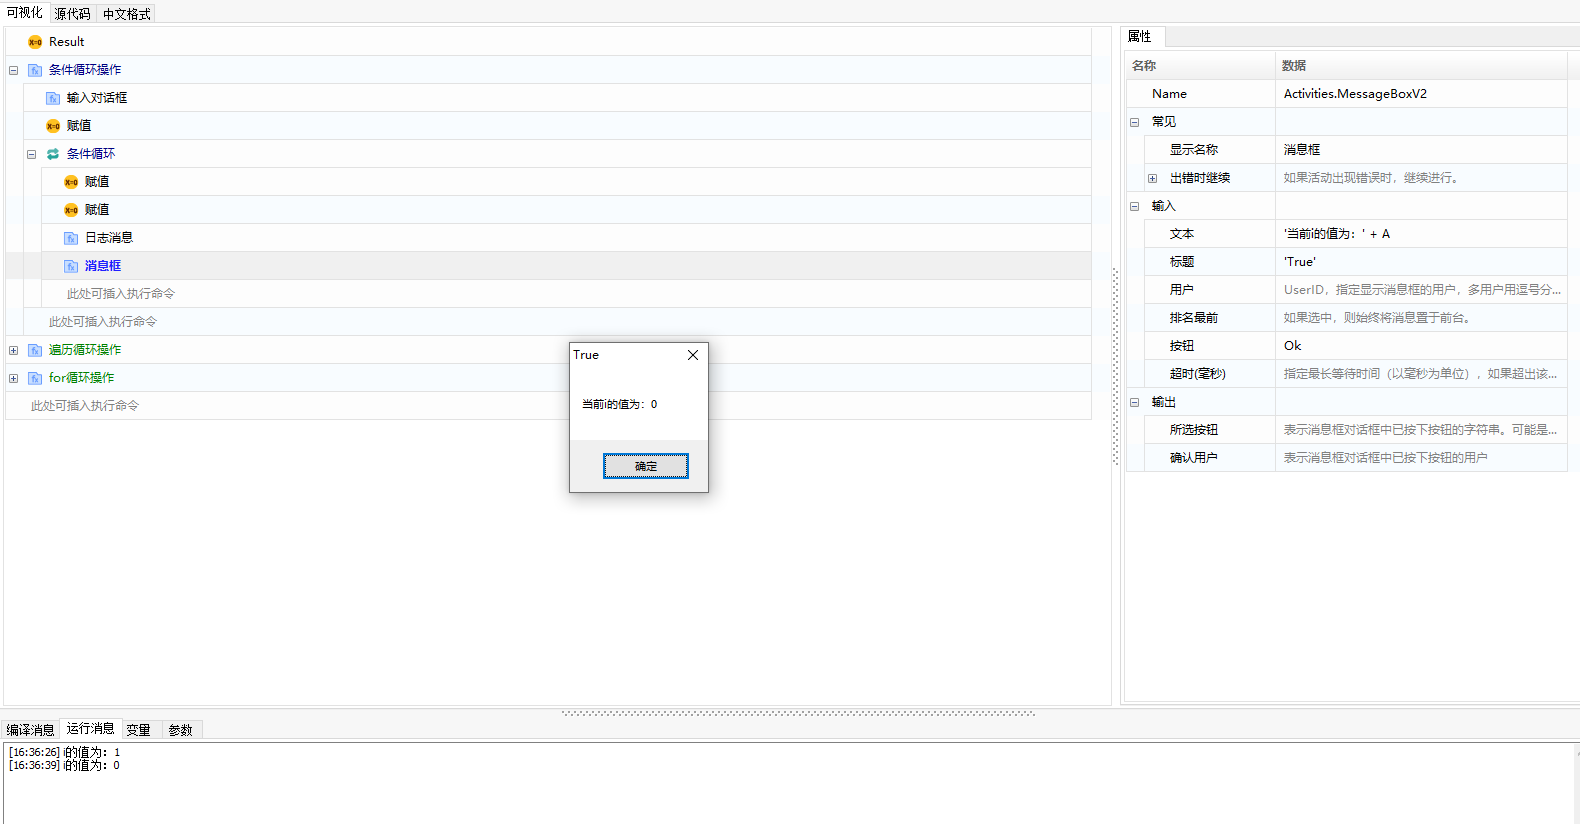 可视化 源代码 中文格式
Result
条件循环操作
输入对话框
赋值
条件循环
赋值
赋值
日志消息
消息框
此处可插入执行命令
此处可插入执行命令
遍历循环操作
for循环操作
此处可插入执行命令
True
当前i的值为：0
确定
属性
名称 数据
Name Activities.MessageBoxV2
常见
显示名称 消息框
出错时继续 如果活动出现错误时，继续进行。
输入
文本 '当前i的值为：' + A
标题 'True'
用户 UserID，指定显示消息框的用户，多用户用逗号分...
排名最前 如果选中，则始终将消息置于前台。
按钮 Ok
超时(毫秒) 指定最长等待时间（以毫秒为单位），如果超出该...
输出
所选按钮 表示消息框对话框中已按下按钮的字符串。可能是...
确认用户 表示消息框对话框中已按下按钮的用户
编译消息 运行消息 变量 参数
[16:36:26] i的值为：1
[16:36:39] i的值为：0